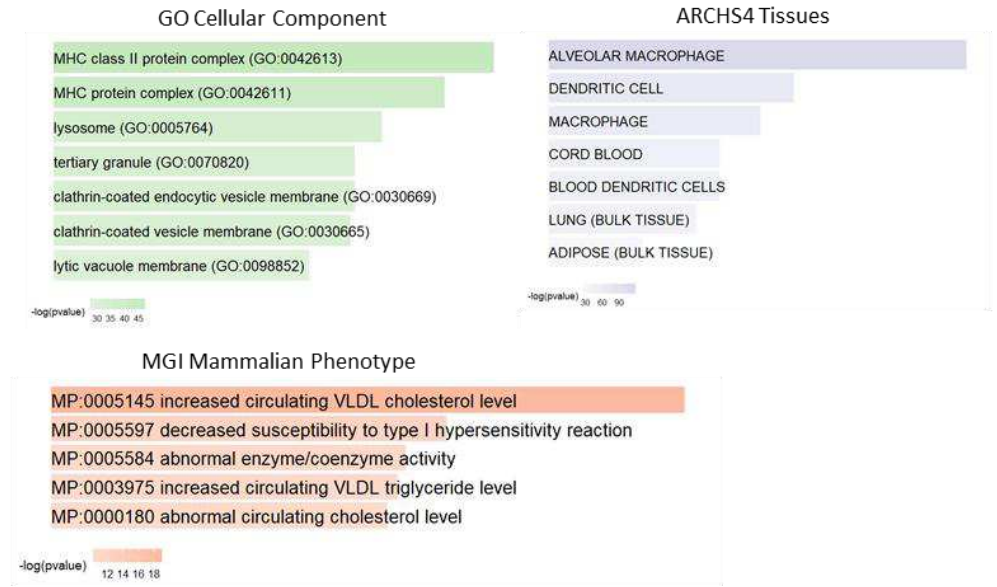 GO Cellular Component
MHC class II protein complex (GO:0042613)
MHC protein complex (GO:0042611)
lysosome (GO:0005764)
tertiary granule (GO:0070820)
clathrin-coated endocytic vesicle membrane (GO:0030669)
clathrin-coated vesicle membrane (GO:0030665)
lytic vacuole membrane (GO:0098852)
-log(pvalue)
30 35 40 45
ARCHS4 Tissues
ALVEOLAR MACROPHAGE
DENDRITIC CELL
MACROPHAGE
CORD BLOOD
BLOOD DENDRITIC CELLS
LUNG (BULK TISSUE)
ADIPOSE (BULK TISSUE)
-log(pvalue)
30 60 90
MGI Mammalian Phenotype
MP:0005145 increased circulating VLDL cholesterol level
MP:0005597 decreased susceptibility to type I hypersensitivity reaction
MP:0005584 abnormal enzyme/coenzyme activity
MP:0003975 increased circulating VLDL triglyceride level
MP:0000180 abnormal circulating cholesterol level
-log(pvalue)
12 14 16 18